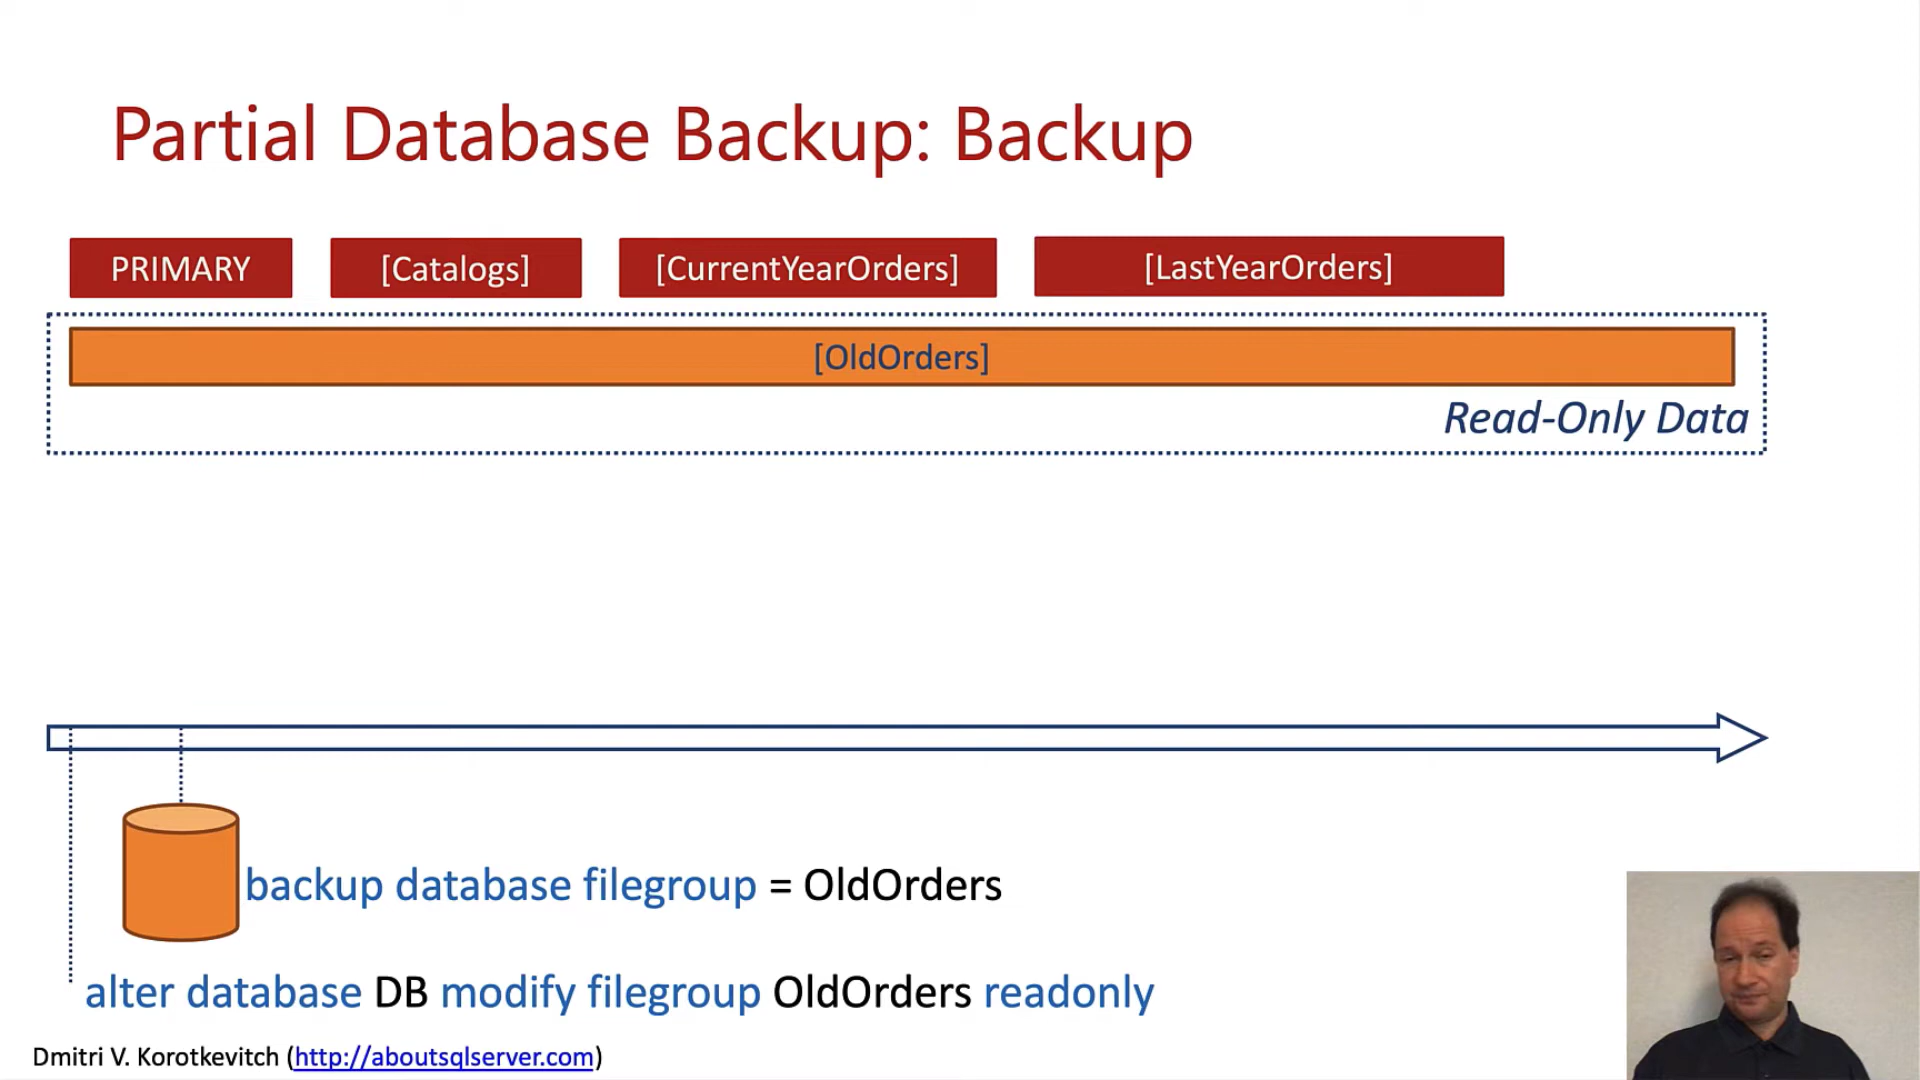 Partial Database Backup: Backup
PRIMARY
[Catalogs]
[CurrentYearOrders]
[LastYearOrders]
[OldOrders]
Read-Only Data
backup database filegroup = OldOrders
alter database DB modify filegroup OldOrders readonly
Dmitri V. Korotkevitch (http://aboutsqlserver.com)